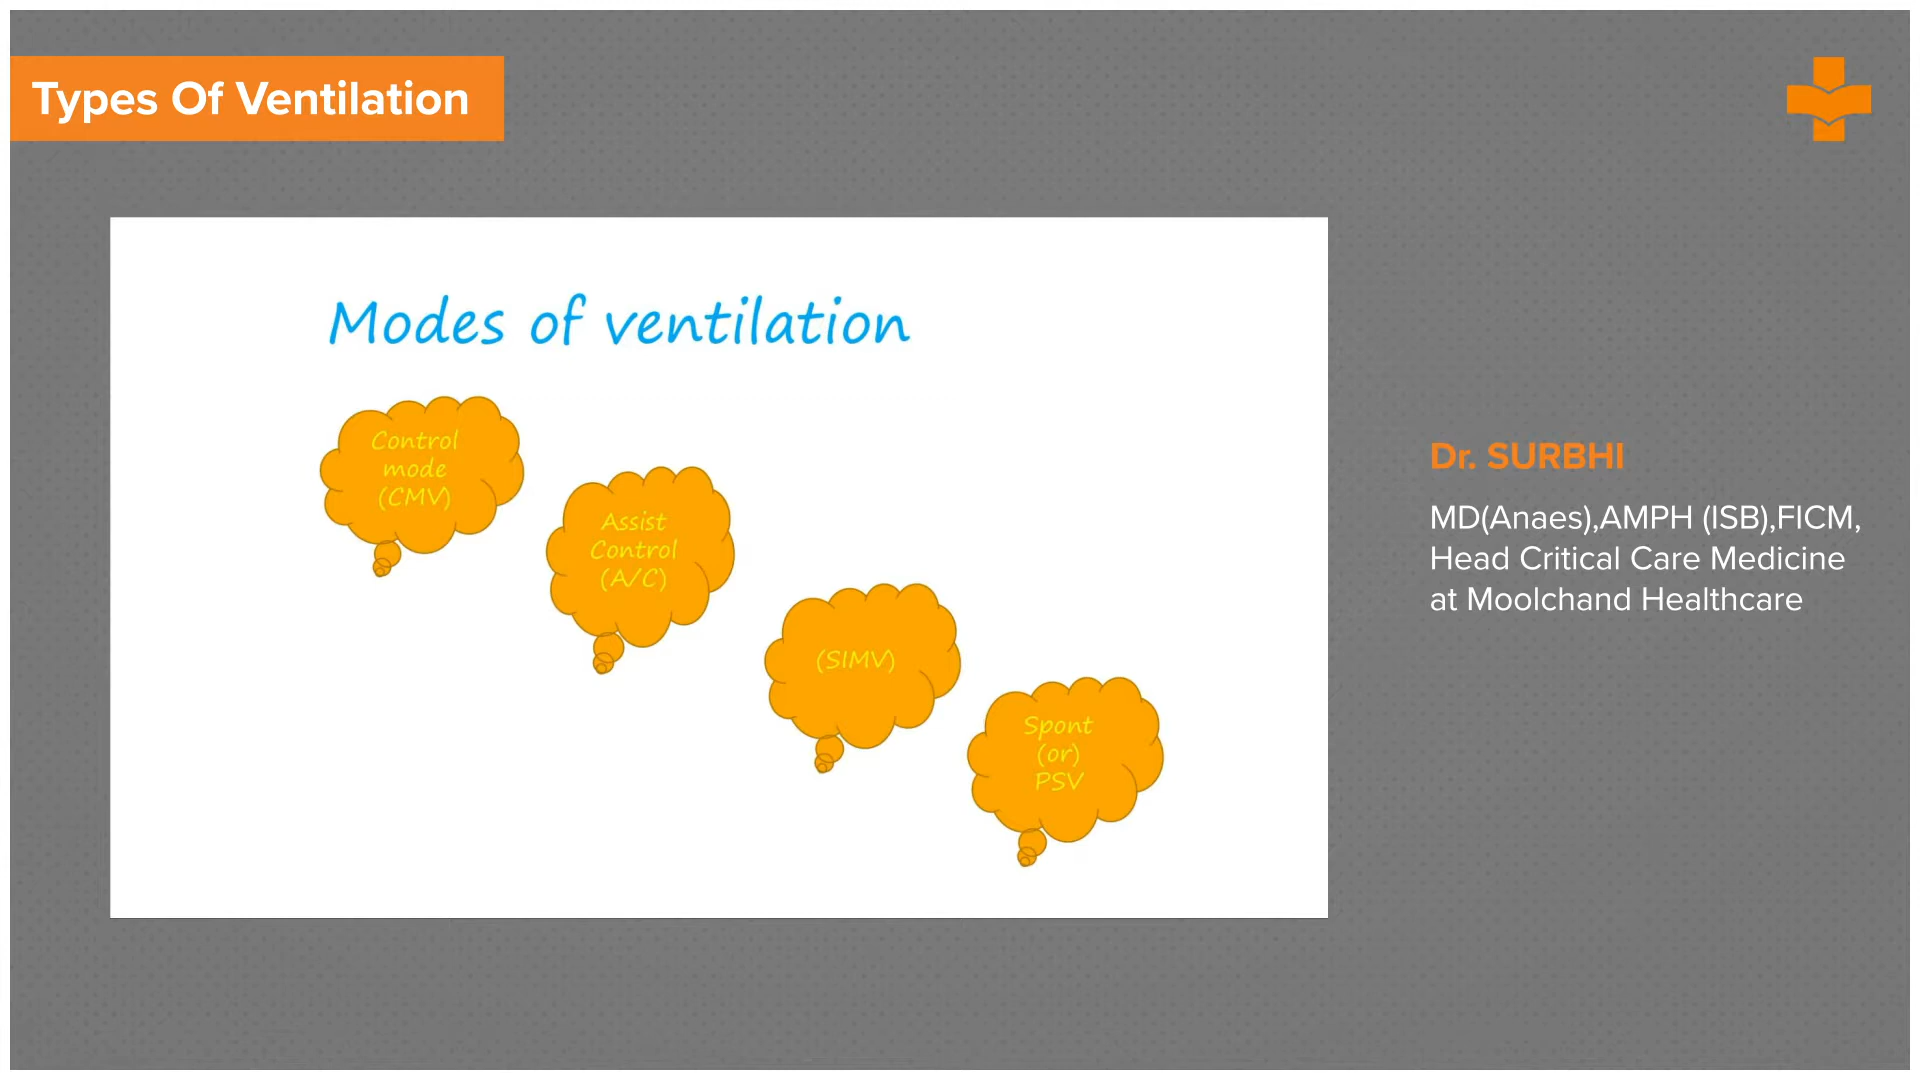 Types Of Ventilation
Modes of ventilation
Control
mode
(CMV)
Assist
Control
(A/C)
(SIMV)
Spont
(or)
PSV
Dr. SURBHI
MD(Anaes),AMPH (ISB),FICM,
Head Critical Care Medicine
at Moolchand Healthcare